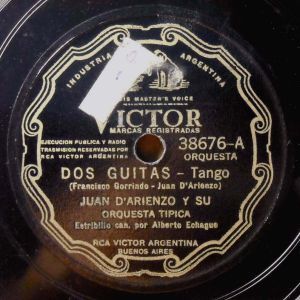 INDUSTRIA ARGENTINA
HIS MASTER'S VOICE
VICTOR
MARCAS REGISTRADAS
EJECUCION PUBLICA Y RADIO
TRASMISION RESERVADAS POR
RCA VICTOR ARGENTINA
38676-A
ORQUESTA
DOS GUITAS - Tango
(Francisco Gorrindo - Juan D'Arienzo)
JUAN D'ARIENZO Y SU
ORQUESTA TIPICA
Estribillo can. por Alberto Echague
RCA VICTOR ARGENTINA
BUENOS AIRES